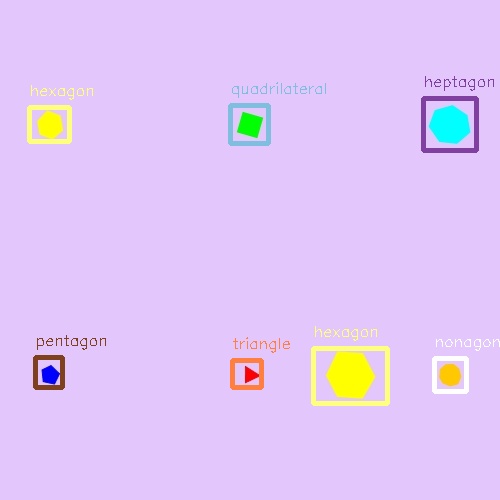 hexagon
quadrilateral
heptagon
pentagon
triangle
hexagon
nonagon